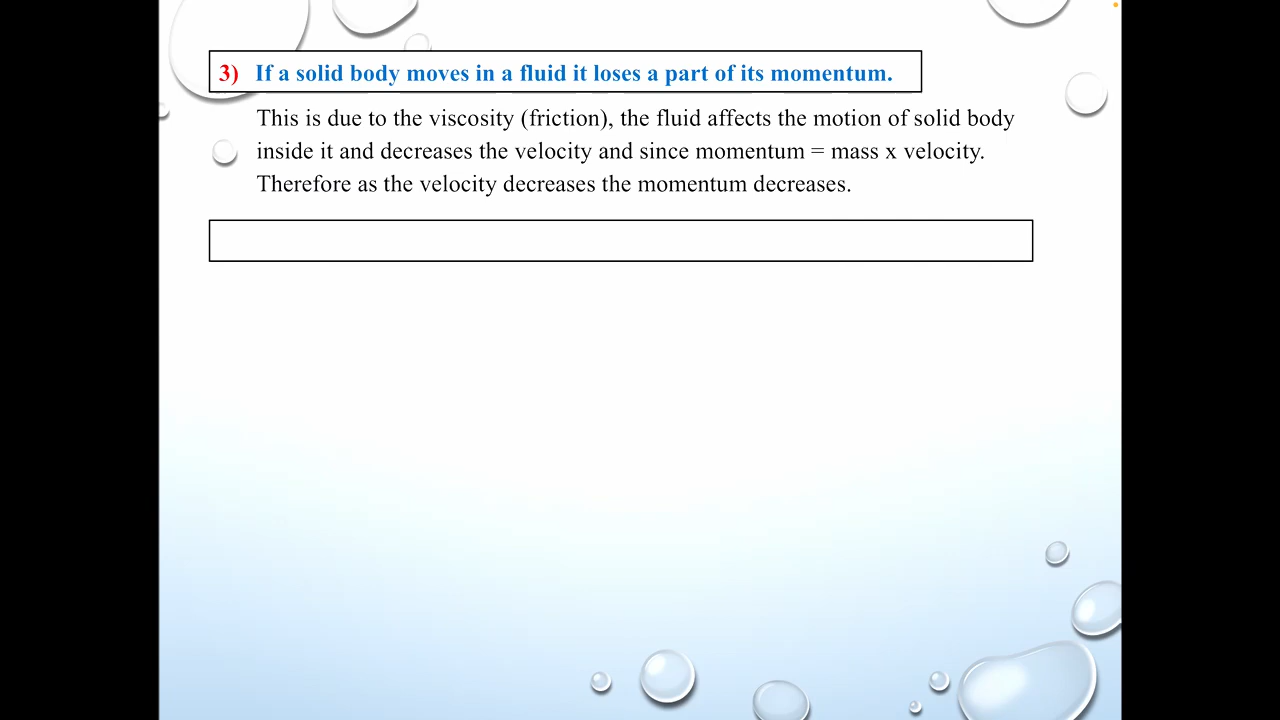 3) If a solid body moves in a fluid it loses a part of its momentum.
This is due to the viscosity (friction), the fluid affects the motion of solid body
inside it and decreases the velocity and since momentum = mass x velocity.
Therefore as the velocity decreases the momentum decreases.